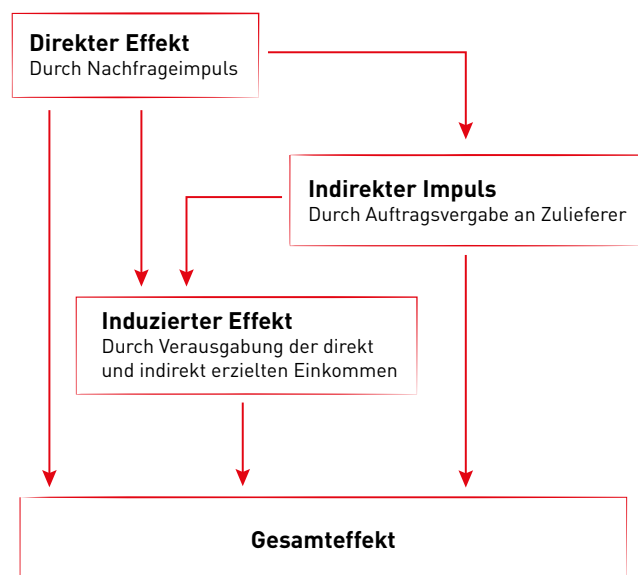 Direkter Effekt
Durch Nachfrageimpuls
Indirekter Impuls
Durch Auftragsvergabe an Zulieferer
Induzierter Effekt
Durch Verausgabung der direkt
und indirekt erzielten Einkommen
Gesamteffekt